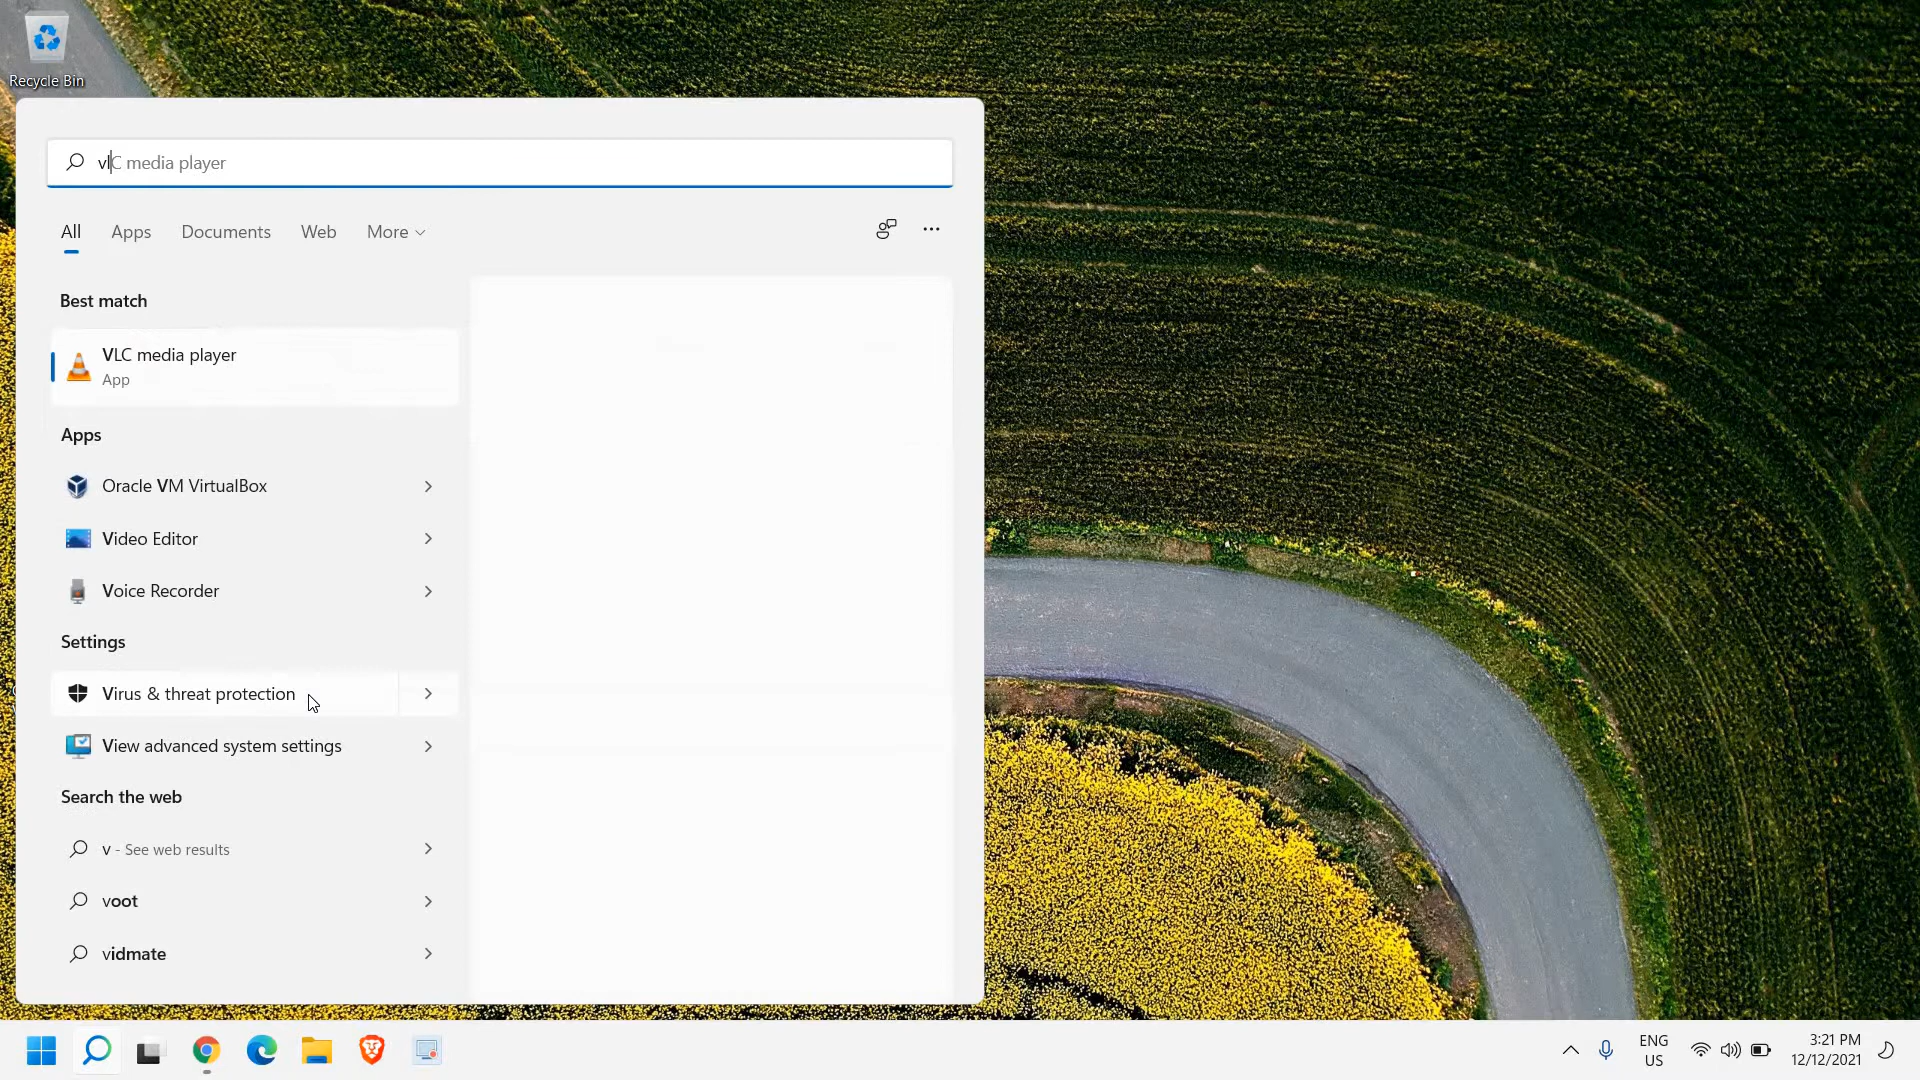 Recycle Bin
vlC media player
All Apps Documents Web More
Best match
VLC media player
App
Apps
Oracle VM VirtualBox
Video Editor
Voice Recorder
Settings
Virus & threat protection
View advanced system settings
Search the web
v - See web results
voot
vidmate
ENG
US
3:21 PM
12/12/2021